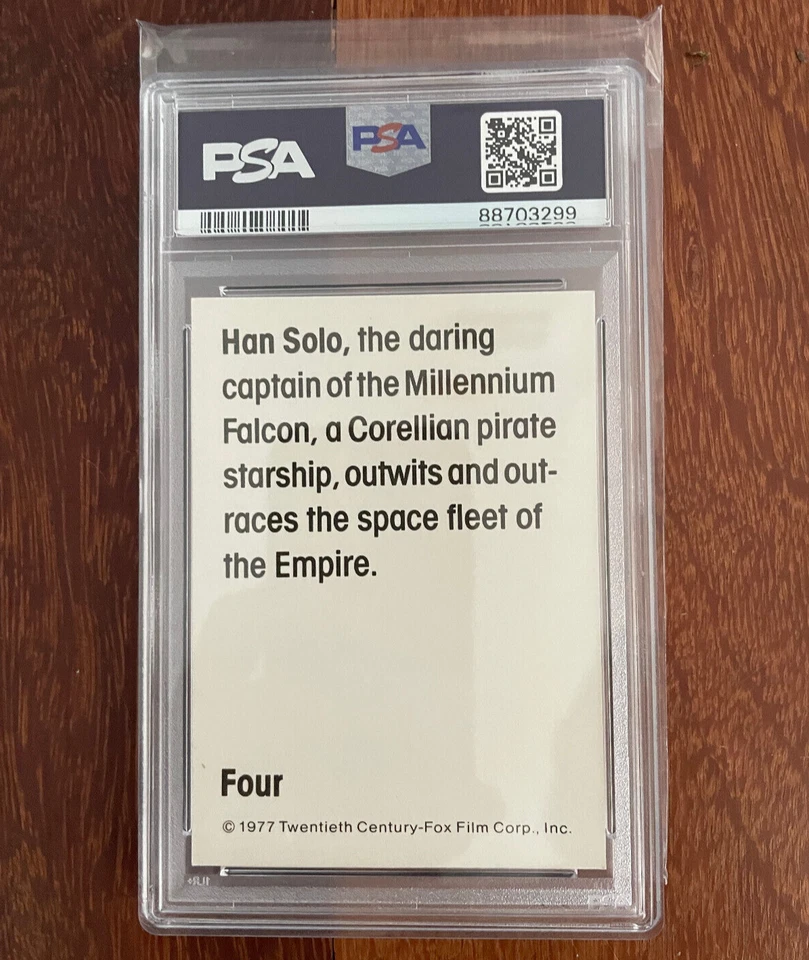 PSA
PSA
88703299
Han Solo, the daring
captain of the Millennium
Falcon, a Corellian pirate
starship, outwits and out-
races the space fleet of
the Empire.
Four
© 1977 Twentieth Century-Fox Film Corp., Inc.